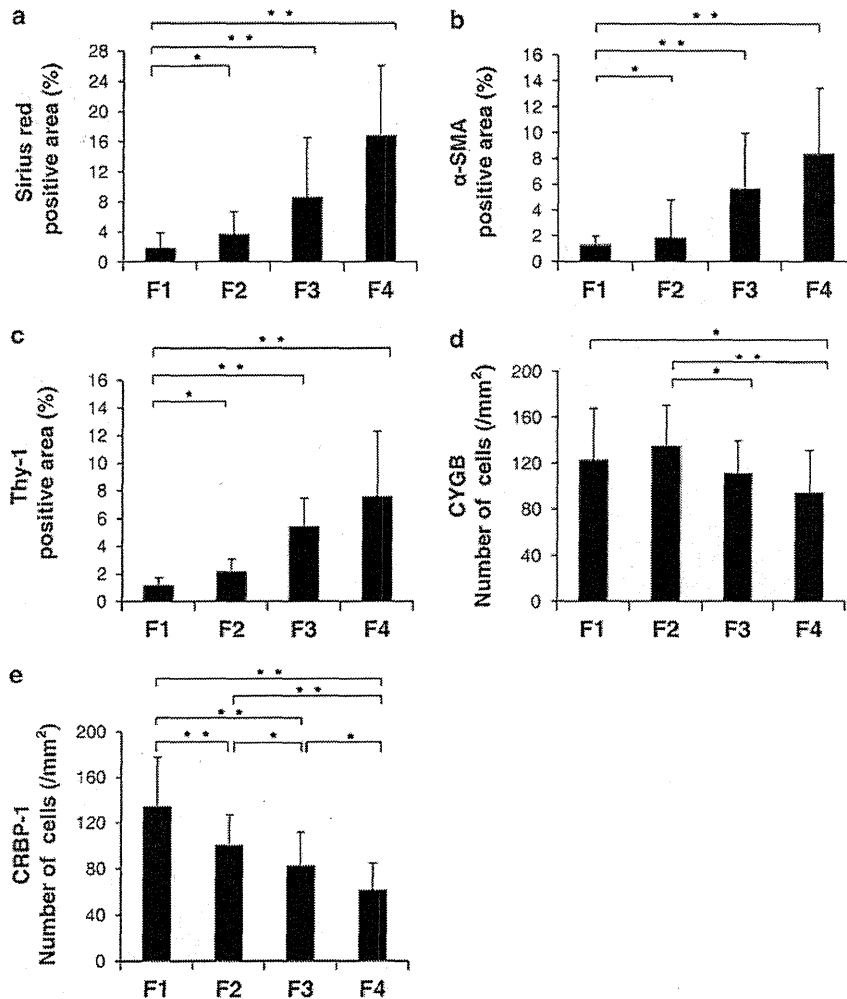 a
* *
* *
*
Sirius red
positive area (%)
28
24
20
16
12
8
4
0
F1 F2 F3 F4
b
* *
* *
*
α-SMA
positive area (%)
16
14
12
10
8
6
4
2
0
F1 F2 F3 F4
c
* *
* *
*
Thy-1
positive area (%)
16
14
12
10
8
6
4
2
0
F1 F2 F3 F4
d
*
* *
*
CYGB
Number of cells (/mm²)
200
160
120
80
40
0
F1 F2 F3 F4
e
* *
* *
* *
* * * *
CRBP-1
Number of cells (/mm²)
200
160
120
80
40
0
F1 F2 F3 F4